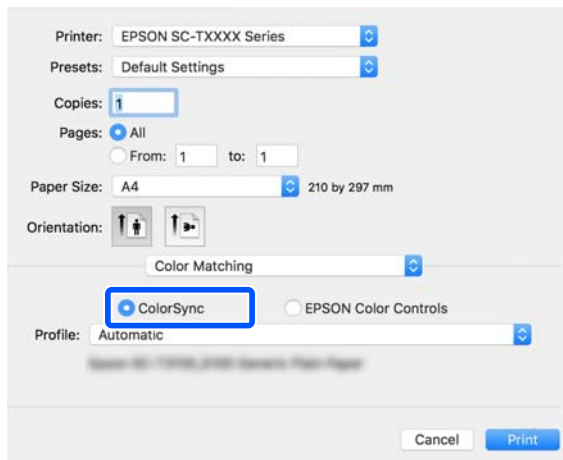 Printer: EPSON SC-TXXXX Series
Presets: Default Settings
Copies: 1
Pages: All
From: 1 to: 1
Paper Size: A4 210 by 297 mm
Orientation:
Color Matching
ColorSync EPSON Color Controls
Profile: Automatic
Cancel Print